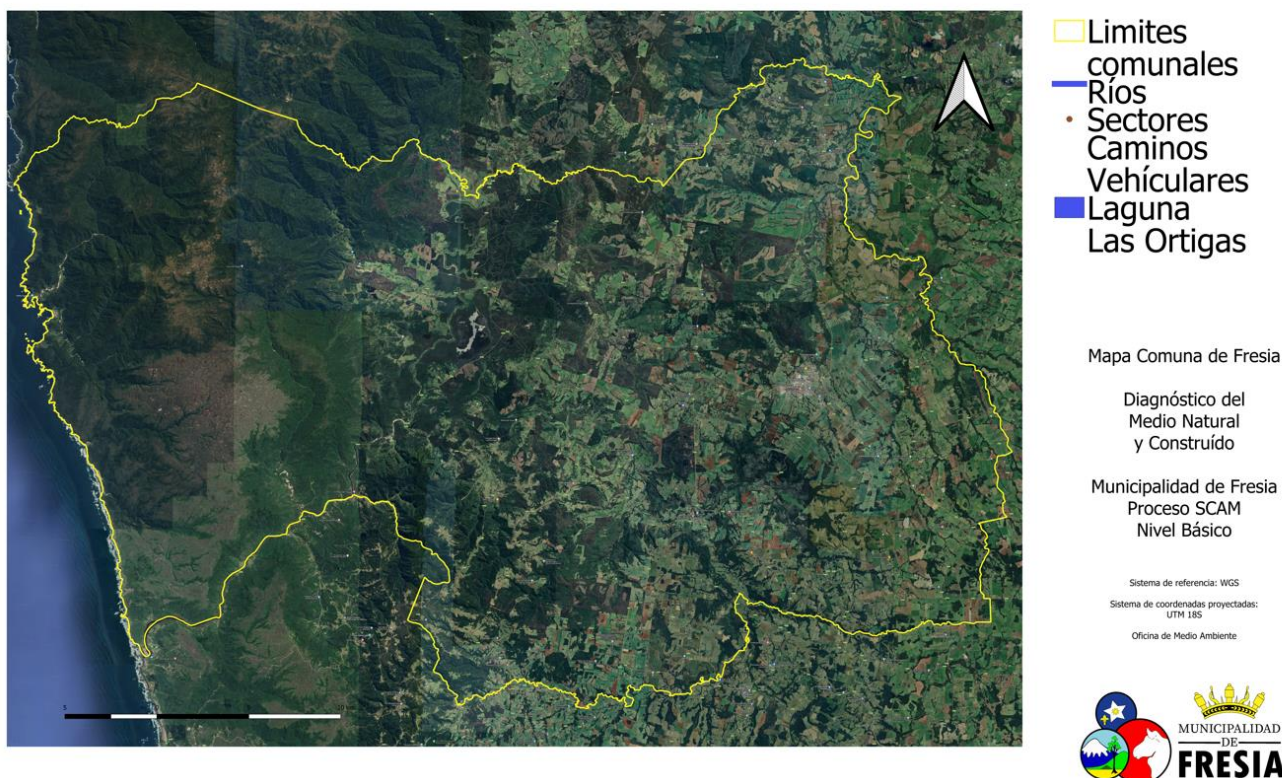 Limites
comunales
Ríos
Sectores
Caminos
Vehículares
Laguna
Las Ortigas
Mapa Comuna de Fresia
Diagnóstico del
Medio Natural
y Construído
Municipalidad de Fresia
Proceso SCAM
Nivel Básico
Sistema de referencia: WGS
Sistema de coordenadas proyectadas:
UTM 18S
Oficina de Medio Ambiente
5
MUNICIPALIDAD
DE
FRESIA